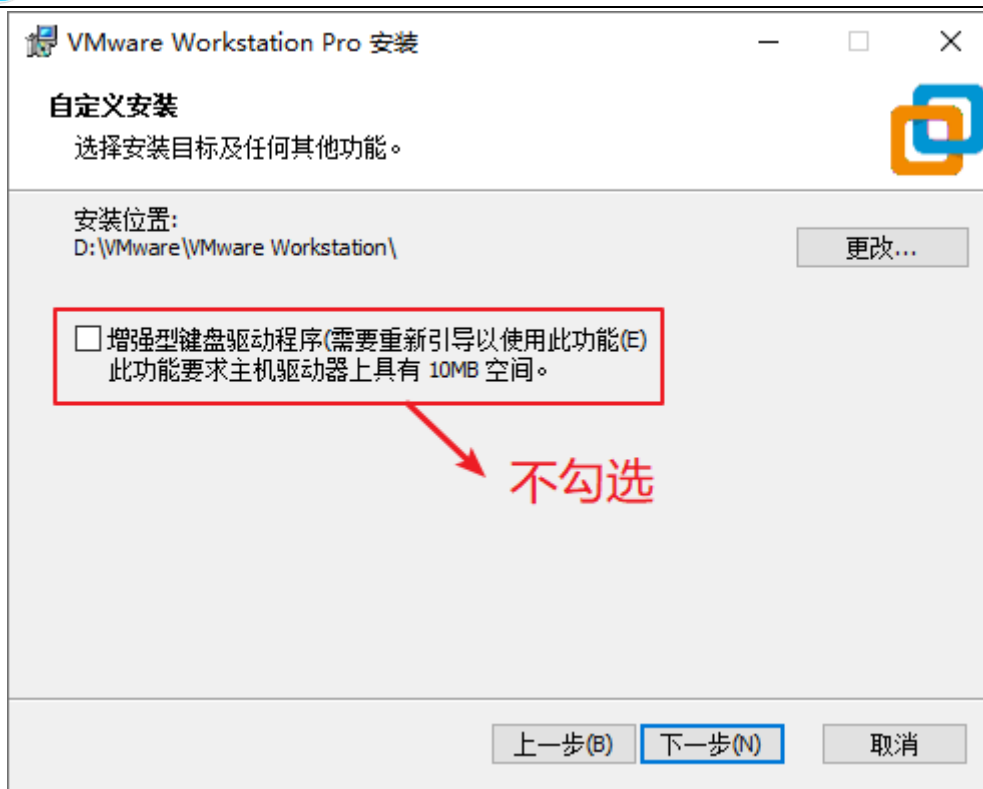 VMware Workstation Pro 安装
自定义安装
选择安装目标及任何其他功能。
安装位置:
D:\VMware\VMware Workstation\
更改...
增强型键盘驱动程序(需要重新引导以使用此功能(E)
此功能要求主机驱动器上具有 10MB 空间。
不勾选
上一步(B)
下一步(N)
取消